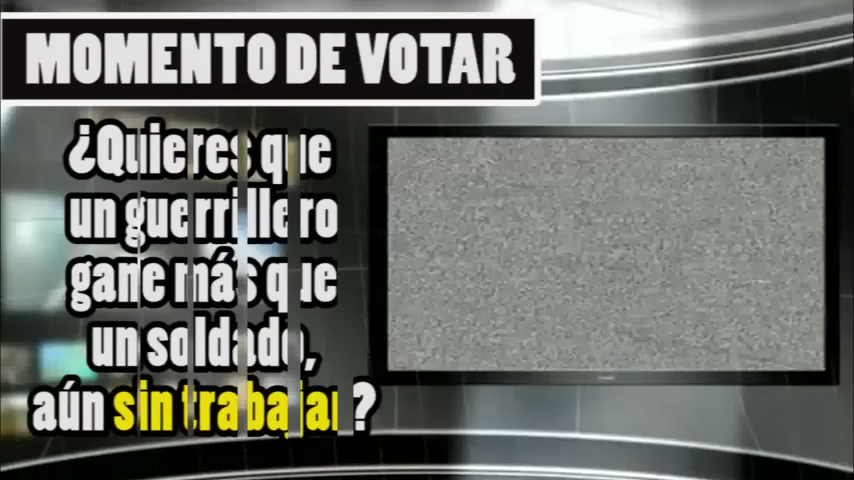 MOMENTO DE VOTAR
¿Quieres que
un guerrillero
gane más que
un soldado,
aún sin trabajar?